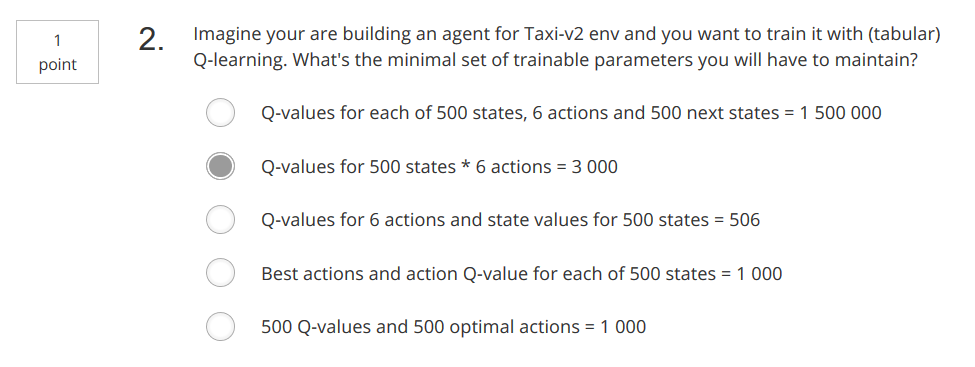 1
point
2.
Imagine your are building an agent for Taxi-v2 env and you want to train it with (tabular)
Q-learning. What's the minimal set of trainable parameters you will have to maintain?
Q-values for each of 500 states, 6 actions and 500 next states = 1 500 000
Q-values for 500 states * 6 actions = 3 000
Q-values for 6 actions and state values for 500 states = 506
Best actions and action Q-value for each of 500 states = 1 000
500 Q-values and 500 optimal actions = 1 000